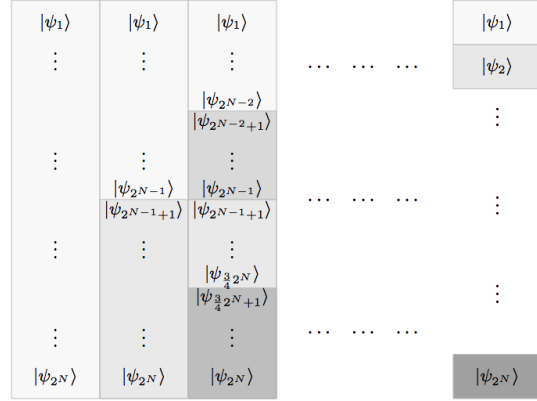 |ψ₁⟩ |ψ₁⟩ |ψ₁⟩ |ψ₁⟩
⋮ ⋮ ⋮ ⋯ ⋯ ⋯ |ψ₂⟩
|ψ_{2^{N-2}}⟩
|ψ_{2^{N-2}+1}⟩ ⋮
⋮ ⋮ ⋮
|ψ_{2^{N-1}}⟩ |ψ_{2^{N-1}}⟩
|ψ_{2^{N-1}+1}⟩ |ψ_{2^{N-1}+1}⟩ ⋯ ⋯ ⋯ ⋮
⋮ ⋮ ⋮
|ψ_{\frac{3}{4}2^N}⟩
|ψ_{\frac{3}{4}2^N+1}⟩ ⋮
⋮ ⋮ ⋮ ⋯ ⋯ ⋯
|ψ_{2^N}⟩ |ψ_{2^N}⟩ |ψ_{2^N}⟩ |ψ_{2^N}⟩